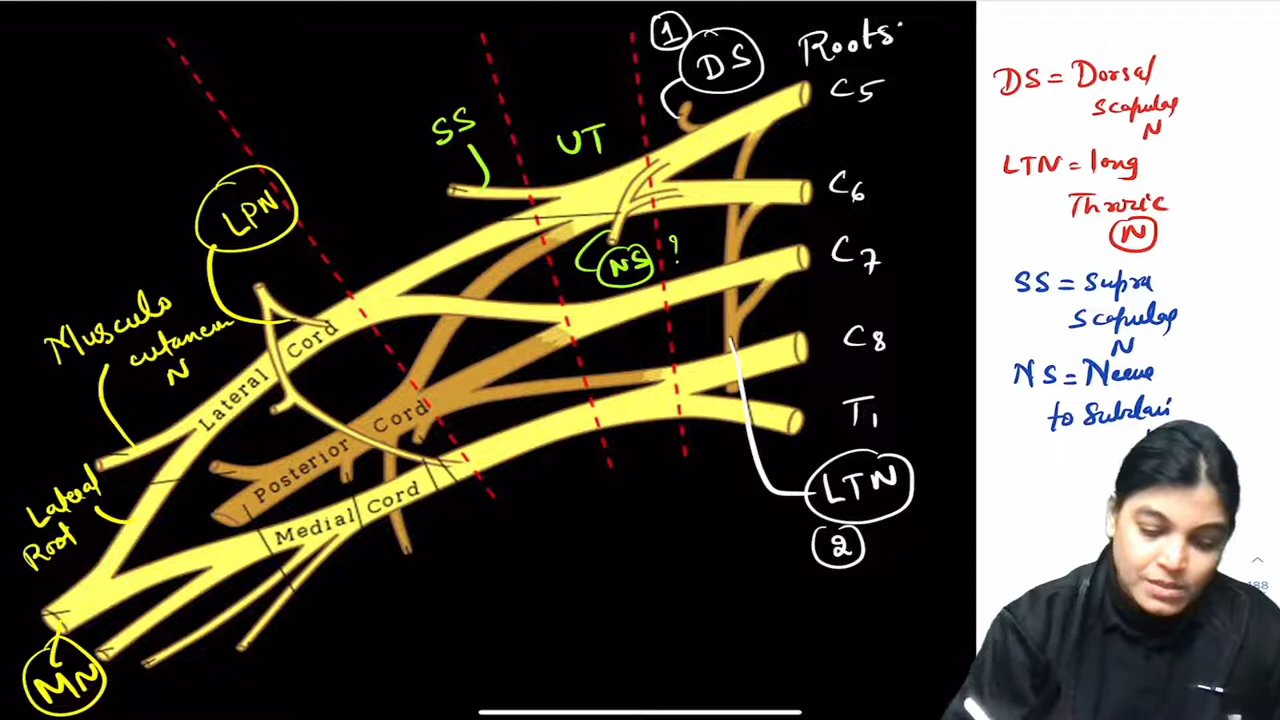 1
DS
Roots
C5
SS
UT
C6
LPN
NS ?
C7
Musculo
cutaneous
N
Lateral Cord
C8
Posterior Cord
T1
Lateral
Root
Medial Cord
LTN
2
MN
DS = Dorsal
scapular
N
LTN = long
Thoracic
N
SS = Supra
scapular
N
NS = Nerve
to Subclavi